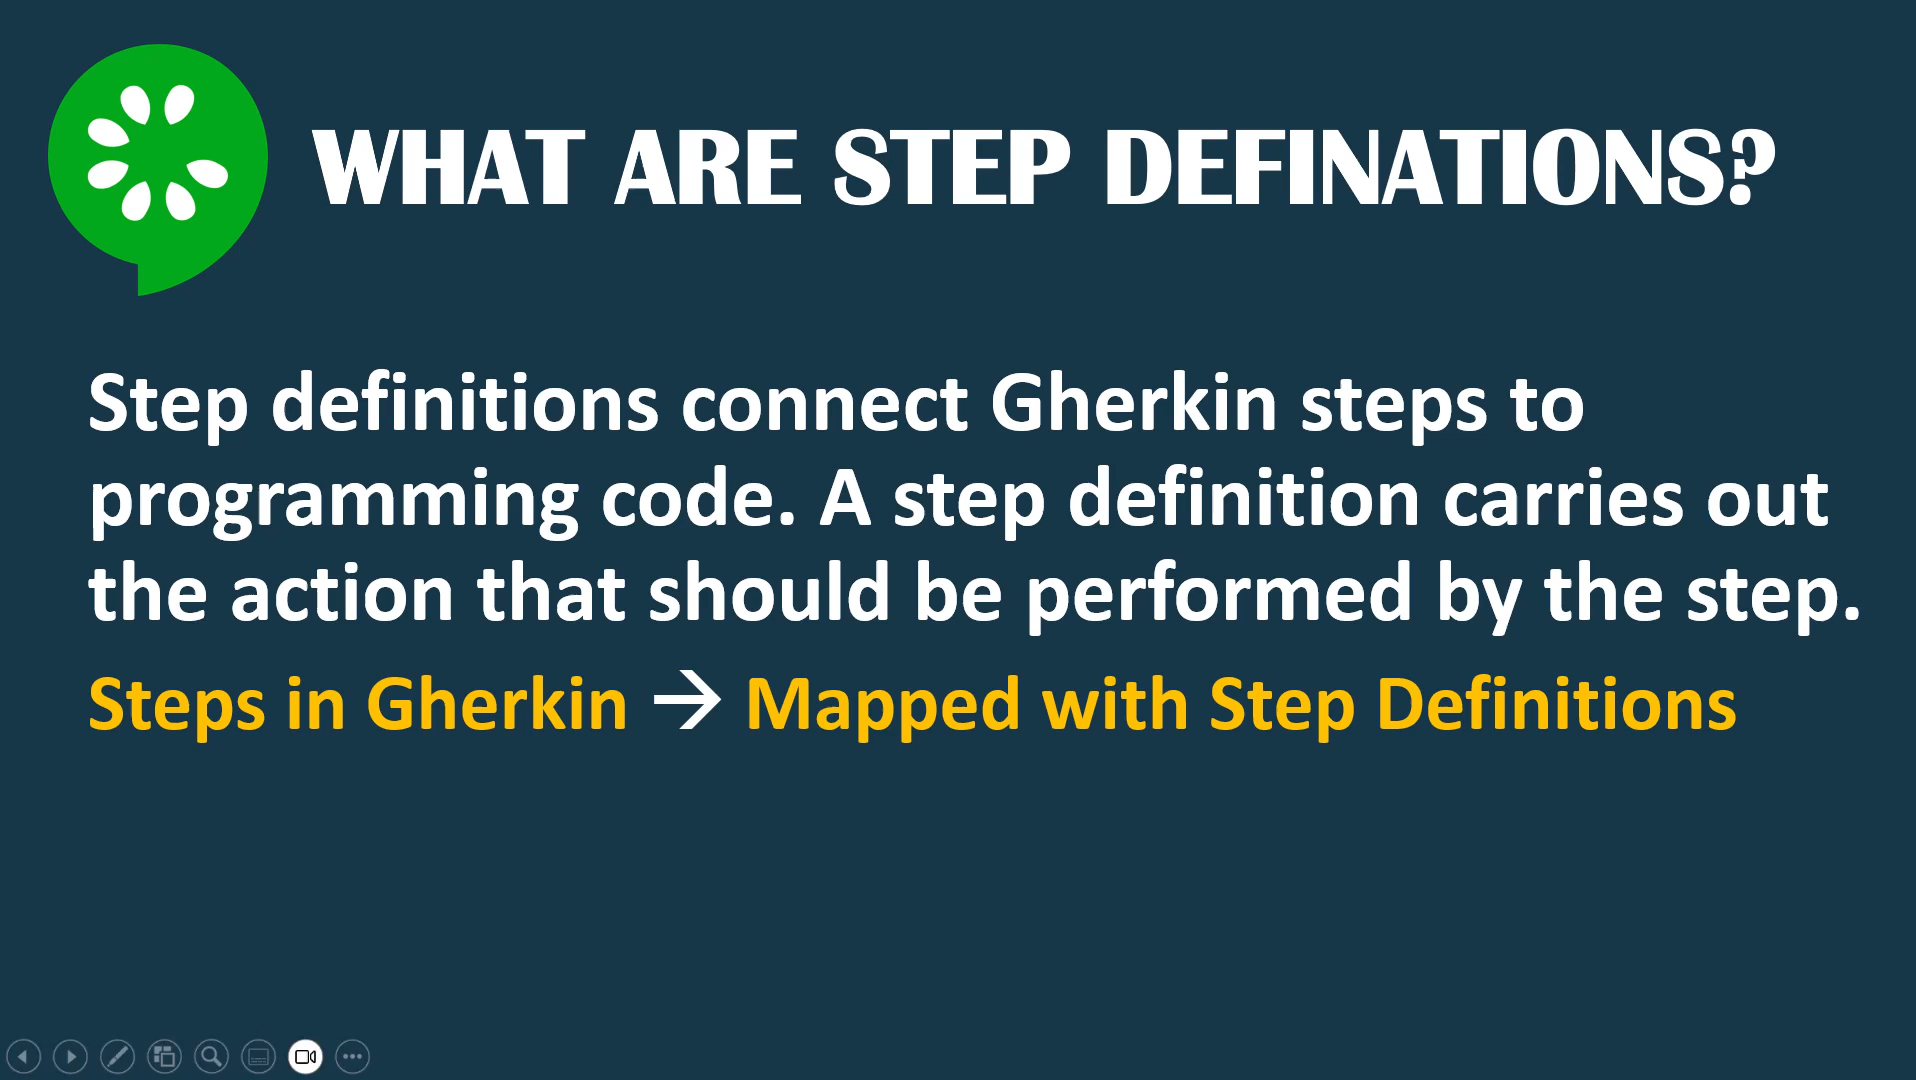 WHAT ARE STEP DEFINATIONS?
Step definitions connect Gherkin steps to
programming code. A step definition carries out
the action that should be performed by the step.
Steps in Gherkin → Mapped with Step Definitions